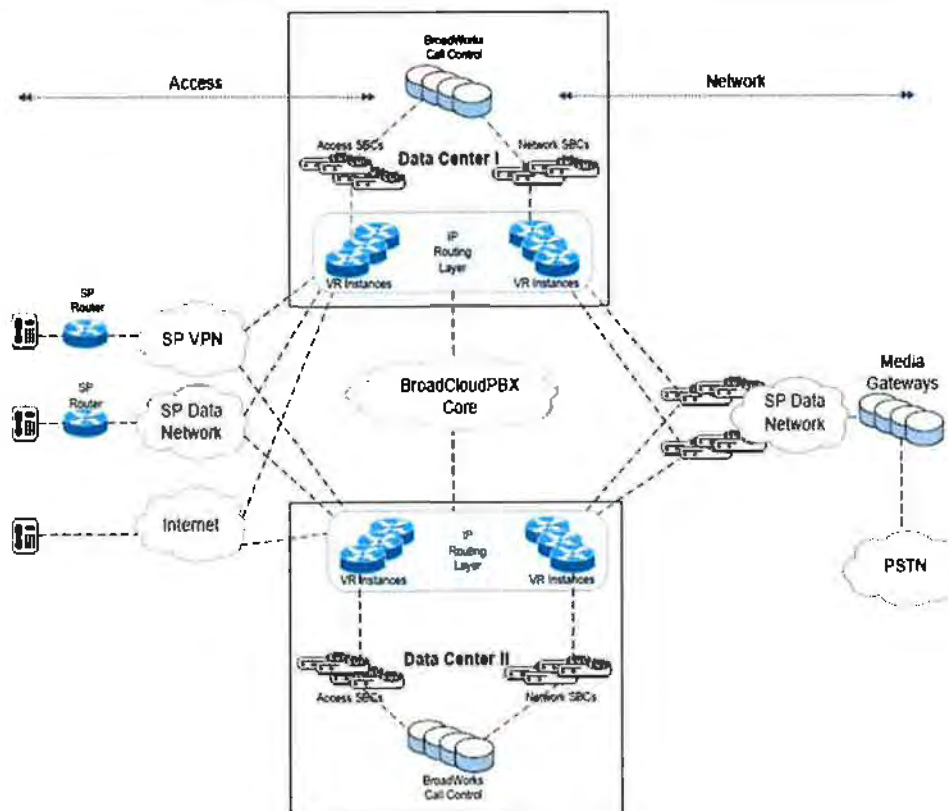 BroadWorks
Call Control
Access
Network
Access SBCs
Network SBCs
Data Center I
IP
Routing
Layer
VR Instances
VR Instances
SP
Router
SP VPN
BroadCloudPBX
Core
SP
Router
SP Data
Network
SP Data
Network
Media
Gateways
Internet
IP
Routing
Layer
VR Instances
VR Instances
PSTN
Data Center II
Access SBCs
Network SBCs
BroadWorks
Call Control